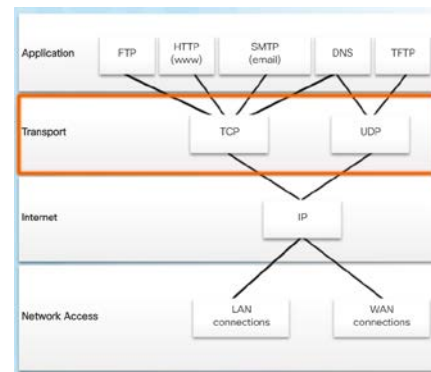 Application
FTP
HTTP
(www)
SMTP
(email)
DNS
TFTP
Transport
TCP
UDP
Internet
IP
Network Access
LAN
connections
WAN
connections